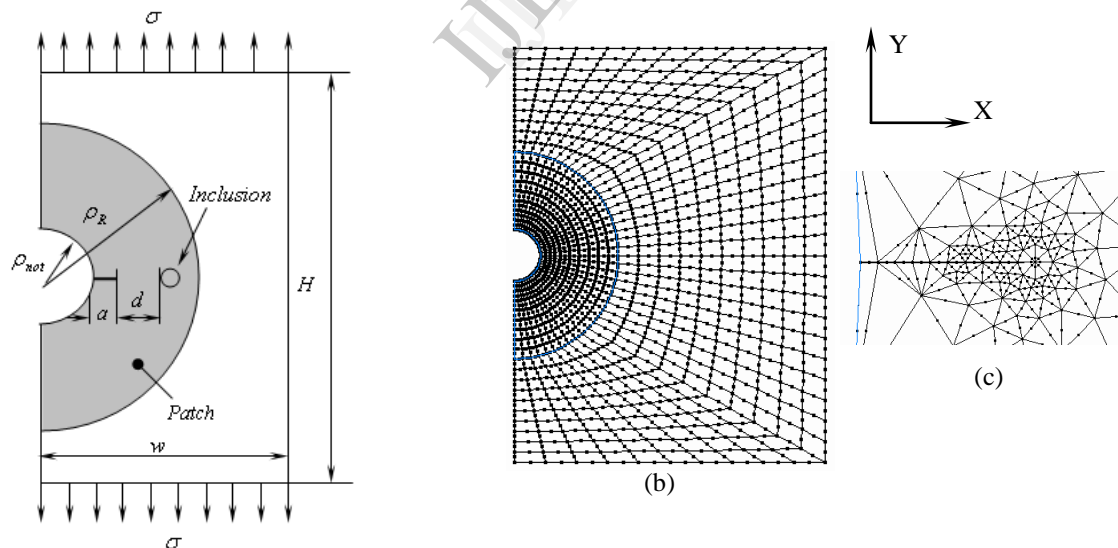 σ
Inclusion
ρ_R
ρ_not
H
a
d
Patch
w
σ
(b)
Y
X
(c)